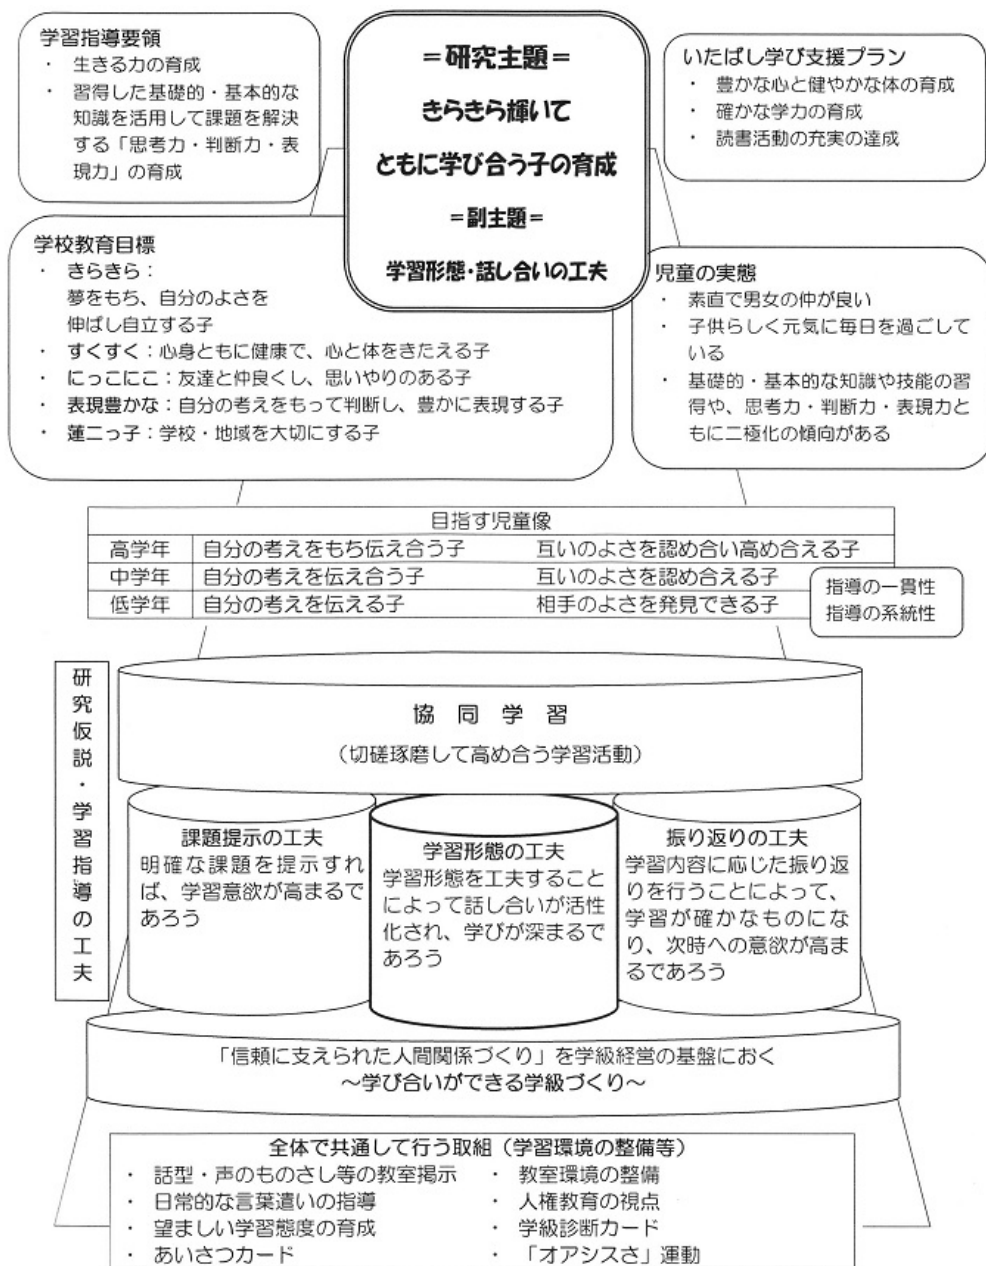 学習指導要領
・ 生きる力の育成
・ 習得した基礎的・基本的な
知識を活用して課題を解決
する「思考力・判断力・表
現力」の育成
=研究主題=
きらきら輝いて
ともに学び合う子の育成
=副主題=
学習形態・話し合いの工夫
いたばし学び支援プラン
・ 豊かな心と健やかな体の育成
・ 確かな学力の育成
・ 読書活動の充実の達成
学校教育目標
・ きらきら：
夢をもち、自分のよさを
伸ばし自立する子
・ すくすく：心身ともに健康で、心と体をきたえる子
・ にっこにこ：友達と仲良くし、思いやりのある子
・ 表現豊かな：自分の考えをもって判断し、豊かに表現する子
・ 蓮二っ子：学校・地域を大切にする子
児童の実態
・ 素直で男女の仲が良い
・ 子供らしく元気に毎日を過ごして
いる
・ 基礎的・基本的な知識や技能の習
得や、思考力・判断力・表現力と
もに二極化の傾向がある
目指す児童像
高学年 自分の考えをもち伝え合う子 互いのよさを認め合い高め合える子
中学年 自分の考えを伝え合う子 互いのよさを認め合える子
低学年 自分の考えを伝える子 相手のよさを発見できる子
指導の一貫性
指導の系統性
研究仮説・学習指導の工夫
協同学習
（切磋琢磨して高め合う学習活動）
課題提示の工夫
明確な課題を提示すれ
ば、学習意欲が高まるで
あろう
学習形態の工夫
学習形態を工夫すること
によって話し合いが活性
化され、学びが深まるで
あろう
振り返りの工夫
学習内容に応じた振り返
りを行うことによって、
学習が確かなものにな
り、次時への意欲が高ま
るであろう
「信頼に支えられた人間関係づくり」を学級経営の基盤におく
～学び合いができる学級づくり～
全体で共通して行う取組（学習環境の整備等）
・ 話型・声のものさし等の教室掲示
・ 日常的な言葉遣いの指導
・ 望ましい学習態度の育成
・ あいさつカード
・ 教室環境の整備
・ 人権教育の視点
・ 学級診断カード
・ 「オアシスさ」運動